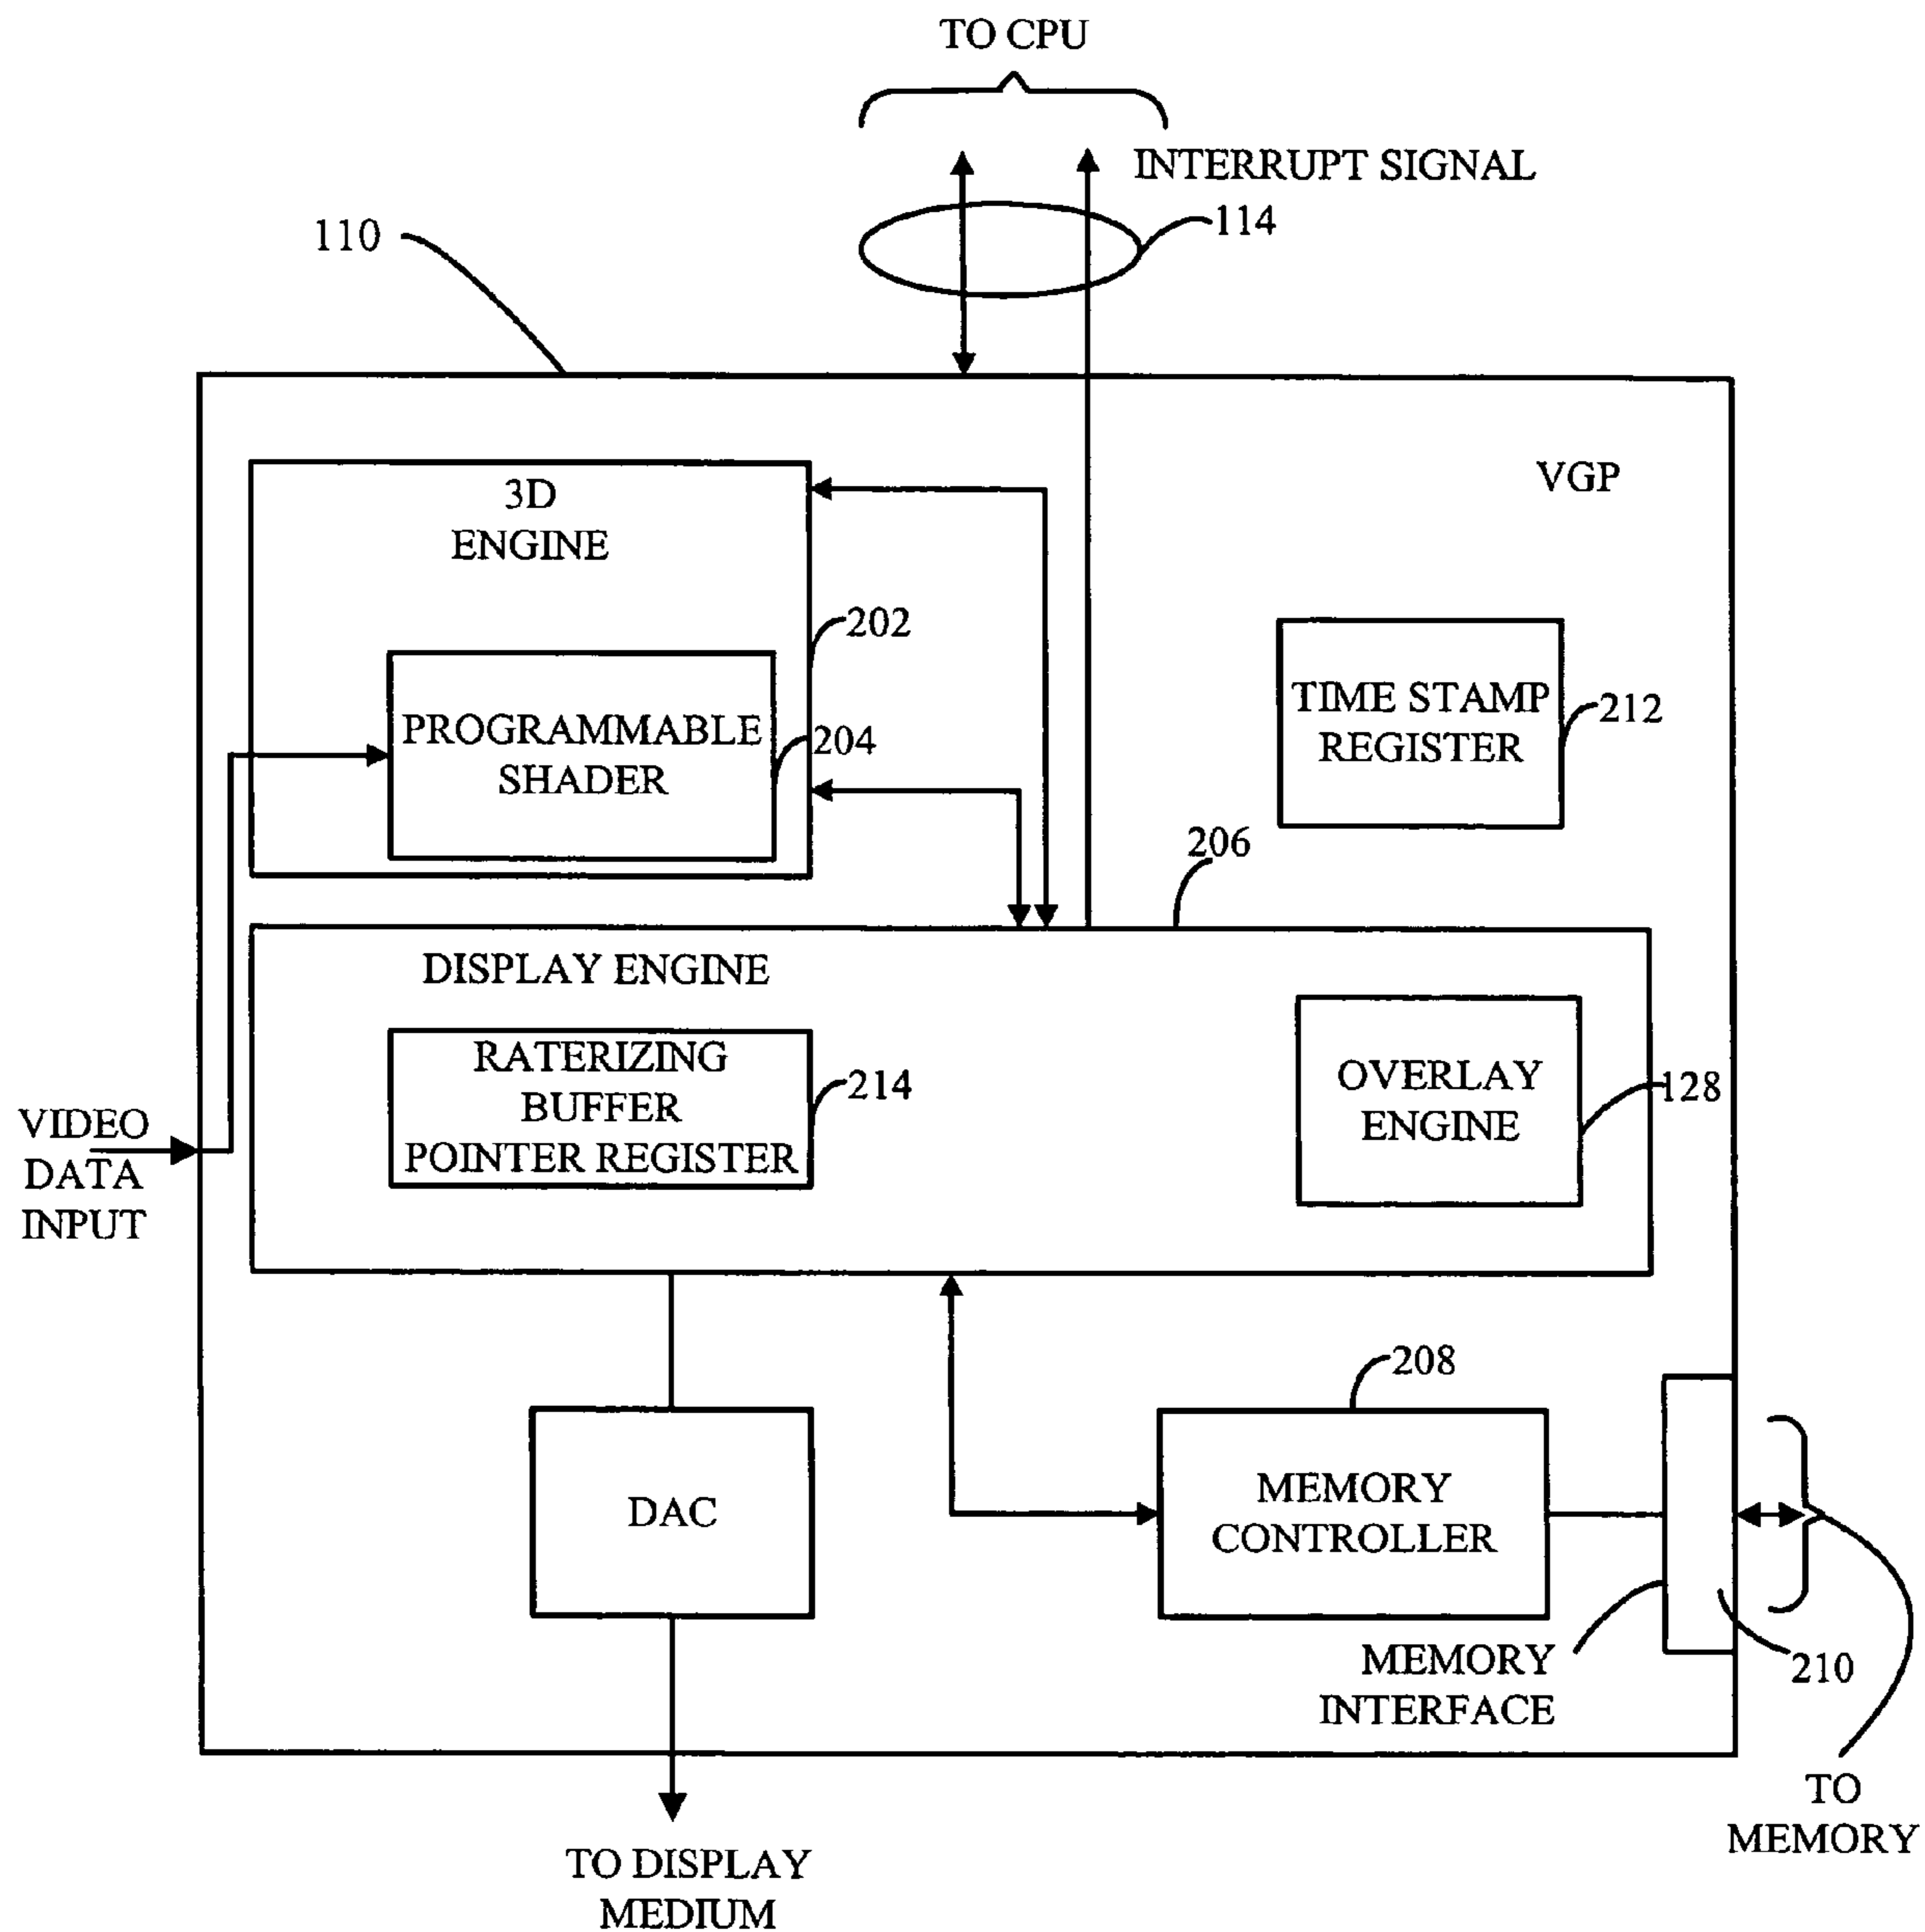 TO CPU
INTERRUPT SIGNAL
114
110
VGP
3D
ENGINE
202
PROGRAMMABLE
SHADER
204
TIME STAMP
REGISTER
212
206
DISPLAY ENGINE
RATERIZING
BUFFER
POINTER REGISTER
214
OVERLAY
ENGINE
128
VIDEO
DATA
INPUT
208
DAC
MEMORY
CONTROLLER
MEMORY
INTERFACE
210
TO
MEMORY
TO DISPLAY
MEDIUM